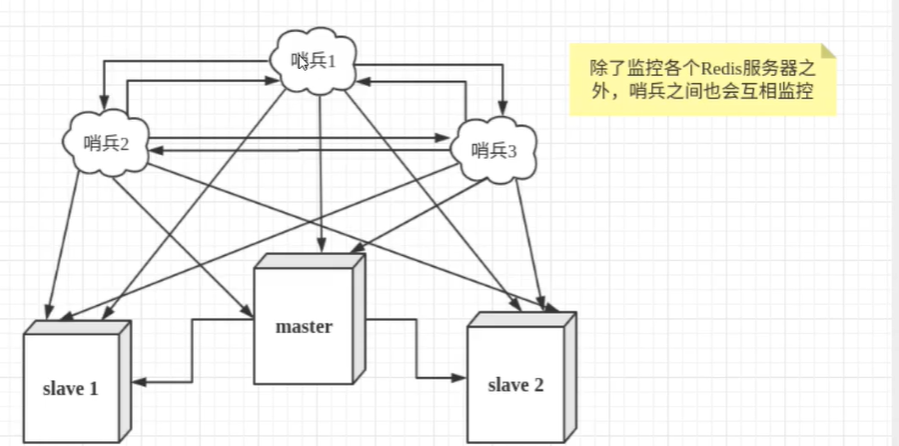 哨兵1
除了监控各个Redis服务器之
外，哨兵之间也会互相监控
哨兵2
哨兵3
master
slave 1
slave 2